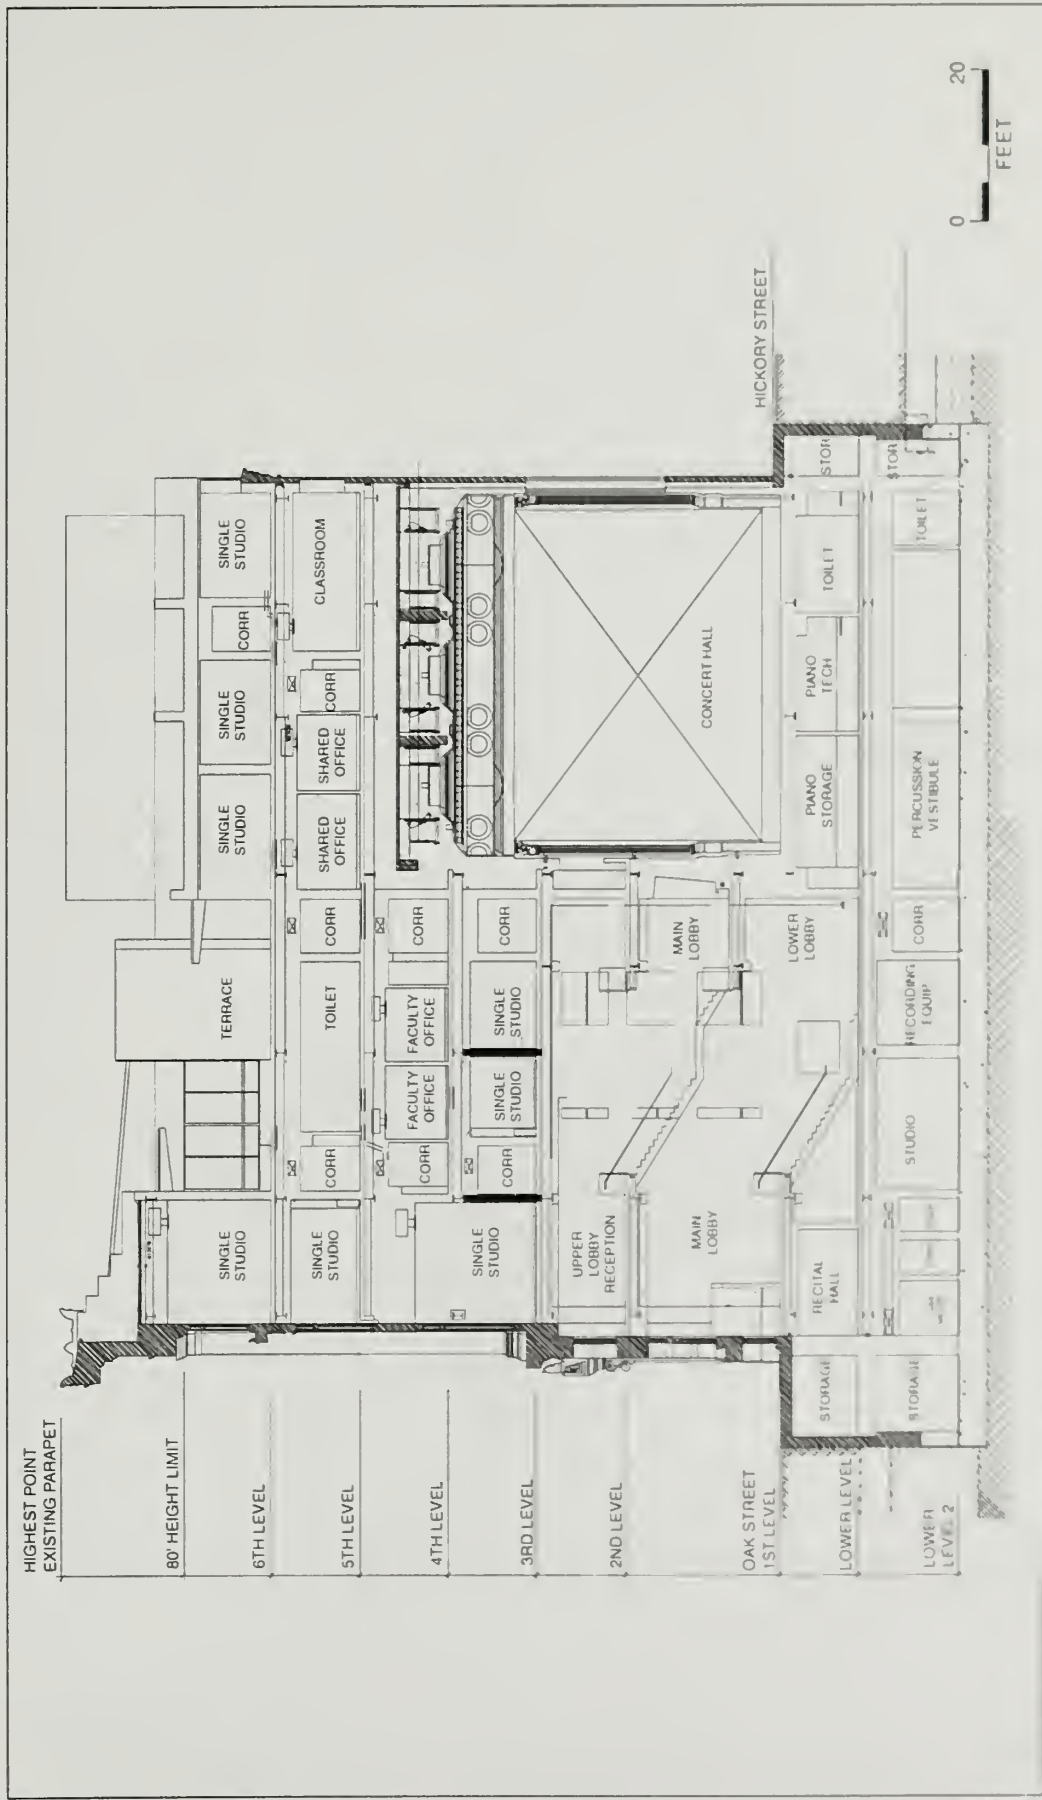 HIGHEST POINT
EXISTING PARAPET
80' HEIGHT LIMIT
6TH LEVEL
5TH LEVEL
4TH LEVEL
3RD LEVEL
2ND LEVEL
OAK STREET
1ST LEVEL
LOWER LEVEL
LOWER
LEVEL 2
TERRACE
SINGLE
STUDIO
SINGLE
STUDIO
SINGLE
STUDIO
CORR
SINGLE
STUDIO
SINGLE
STUDIO
CORR
TOILET
CORR
SHARED
OFFICE
SHARED
OFFICE
CORR
CLASSROOM
CORR
FACULTY
OFFICE
FACULTY
OFFICE
CORR
SINGLE
STUDIO
CORR
SINGLE
STUDIO
SINGLE
STUDIO
CORR
UPPER
LOBBY
RECEPTION
MAIN
LOBBY
MAIN
LOBBY
LOWER
LOBBY
CONCERT HALL
HICKORY STREET
STORAGE
RECITAL
HALL
PIANO
STORAGE
PIANO
TECH
TOILET
STOR
STORAGE
STUDIO
RECORDING
EQUIP
CORR
PERCUSSION
VESTIBULE
TOILET
STOR
0
20
FEET